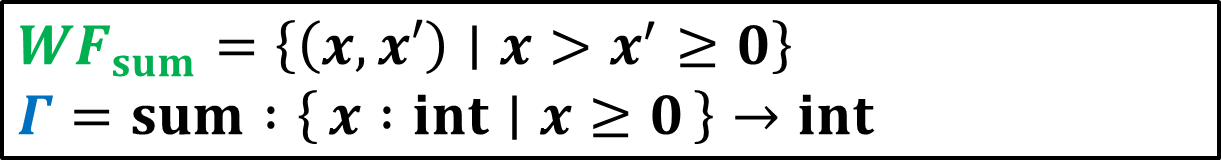 WF_sum = {(x, x′) | x > x′ ≥ 0}
Γ = sum : { x : int | x ≥ 0 } → int